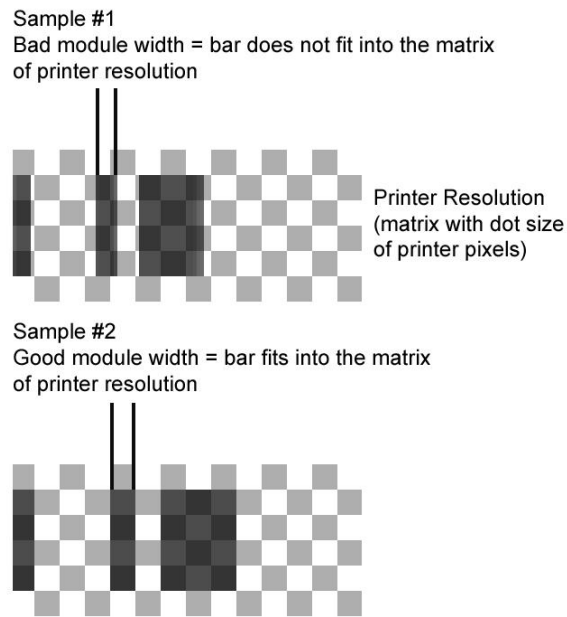 Sample #1
Bad module width = bar does not fit into the matrix
of printer resolution
Printer Resolution
(matrix with dot size
of printer pixels)
Sample #2
Good module width = bar fits into the matrix
of printer resolution